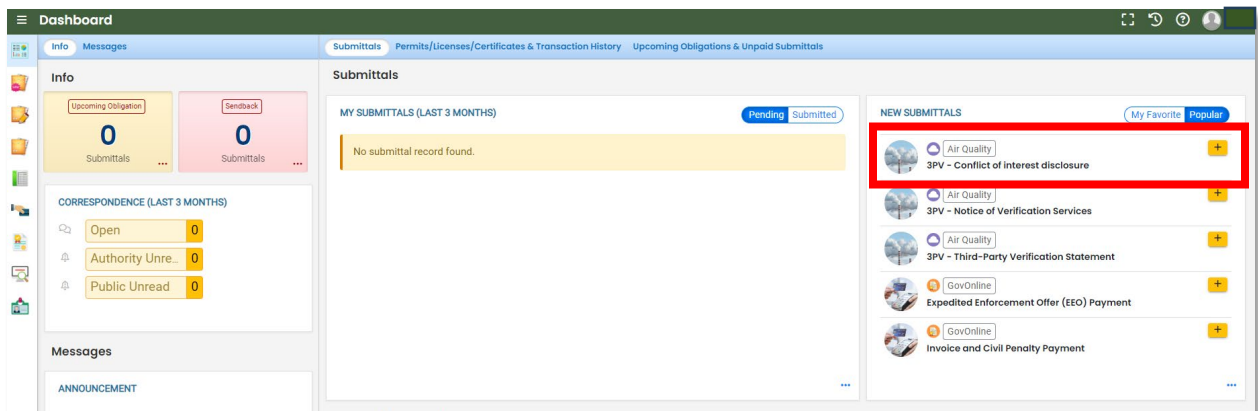 Dashboard
Info Messages
Submittals Permits/Licenses/Certificates & Transaction History Upcoming Obligations & Unpaid Submittals
Info
Upcoming Obligation
0
Submittals
...
Sendback
0
Submittals
...
CORRESPONDENCE (LAST 3 MONTHS)
Open 0
Authority Unre... 0
Public Unread 0
Messages
ANNOUNCEMENT
Submittals
MY SUBMITTALS (LAST 3 MONTHS)
Pending Submitted
No submittal record found.
...
NEW SUBMITTALS
My Favorite Popular
Air Quality
3PV - Conflict of interest disclosure
+
Air Quality
3PV - Notice of Verification Services
+
Air Quality
3PV - Third-Party Verification Statement
+
GovOnline
Expedited Enforcement Offer (EEO) Payment
+
GovOnline
Invoice and Civil Penalty Payment
+
...